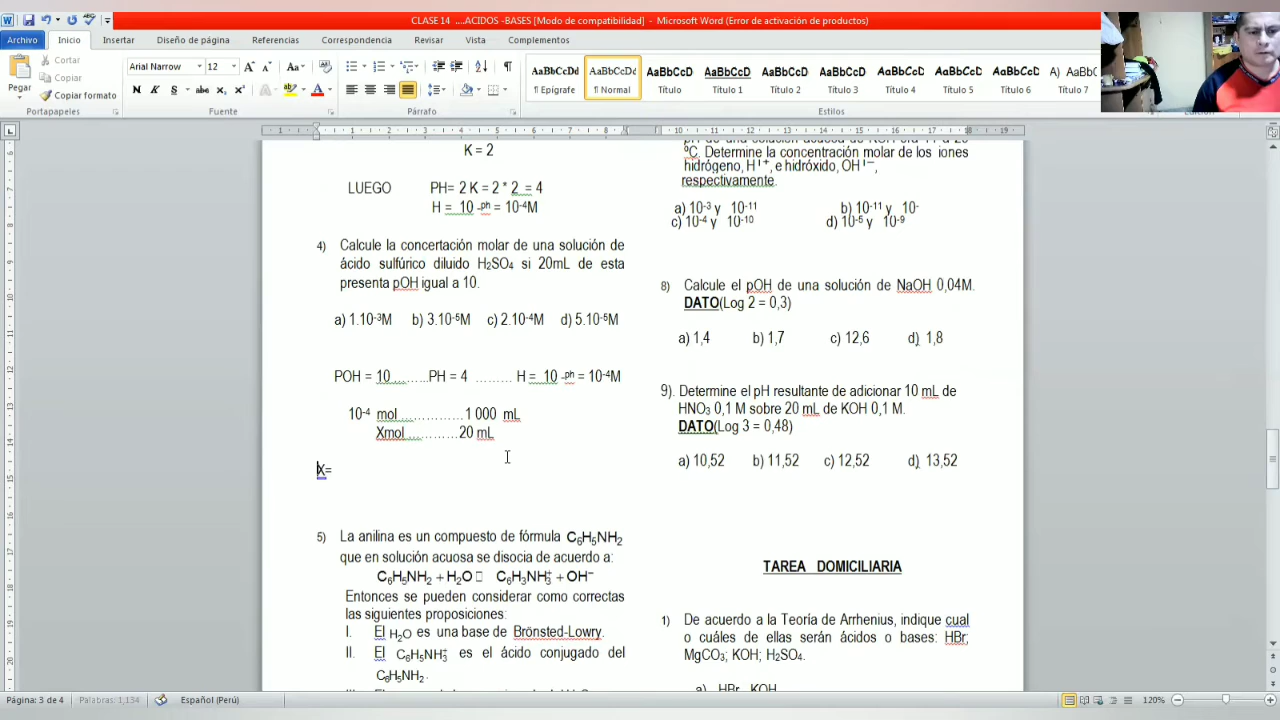 CLASE 14 ....ACIDOS -BASES [Modo de compatibilidad] - Microsoft Word (Error de activación de productos)
Archivo Inicio Insertar Diseño de página Referencias Correspondencia Revisar Vista Complementos
Cortar
Copiar
Copiar formato
Pegar
Arial Narrow 12
AaBbCcDd AaBbCcDd AaBbCcD AaBbCcD AaBbCcD AaBbCcD AaBbCcD AaBbCcD AaBbCcD
¶ Epígrafe ¶ Normal Título Título 1 Título 2 Título 3 Título 4 Título 5 Título 6 Título 7
Portapapeles Fuente Párrafo Estilos
K = 2
LUEGO PH= 2 K = 2 * 2 = 4
H = 10 -ph = 10-4M
4) Calcule la concertación molar de una solución de
ácido sulfúrico diluido H2SO4 si 20mL de esta
presenta pOH igual a 10.
a) 1.10-3M b) 3.10-5M c) 2.10-4M d) 5.10-5M
POH = 10 ........PH = 4 ......... H = 10 -ph = 10-4M
10-4 mol ................1 000 mL
Xmol .............20 mL
X=
5) La anilina es un compuesto de fórmula C6H5NH2
que en solución acuosa se disocia de acuerdo a:
C6H5NH2 + H2O □ C6H5NH3+ + OH−
Entonces se pueden considerar como correctas
las siguientes proposiciones:
I. El H2O es una base de Brönsted-Lowry.
II. El C6H5NH3+ es el ácido conjugado del
C6H5NH2.
ºC. Determine la concentración molar de los iones
hidrógeno, H1+, e hidróxido, OH1−,
respectivamente.
a) 10-3 y 10-11 b) 10-11 y 10-
c) 10-4 y 10-10 d) 10-5 y 10-9
8) Calcule el pOH de una solución de NaOH 0,04M.
DATO(Log 2 = 0,3)
a) 1,4 b) 1,7 c) 12,6 d) 1,8
9). Determine el pH resultante de adicionar 10 mL de
HNO3 0,1 M sobre 20 mL de KOH 0,1 M.
DATO(Log 3 = 0,48)
a) 10,52 b) 11,52 c) 12,52 d) 13,52
TAREA DOMICILIARIA
1) De acuerdo a la Teoría de Arrhenius, indique cual
o cuáles de ellas serán ácidos o bases: HBr;
MgCO3; KOH; H2SO4.
a) HBr KOH
Página: 3 de 4 Palabras: 1,134 Español (Perú) 120%